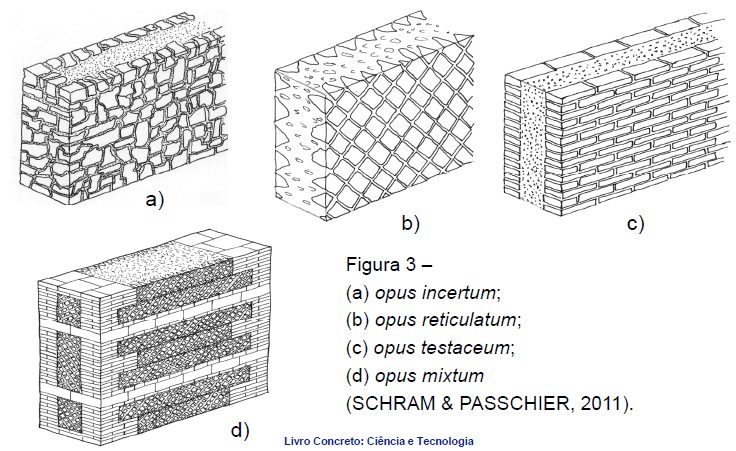 a)
b)
c)
Figura 3 –
(a) opus incertum;
(b) opus reticulatum;
(c) opus testaceum;
(d) opus mixtum
(SCHRAM & PASSCHIER, 2011).
d)
Livro Concreto: Ciência e Tecnologia